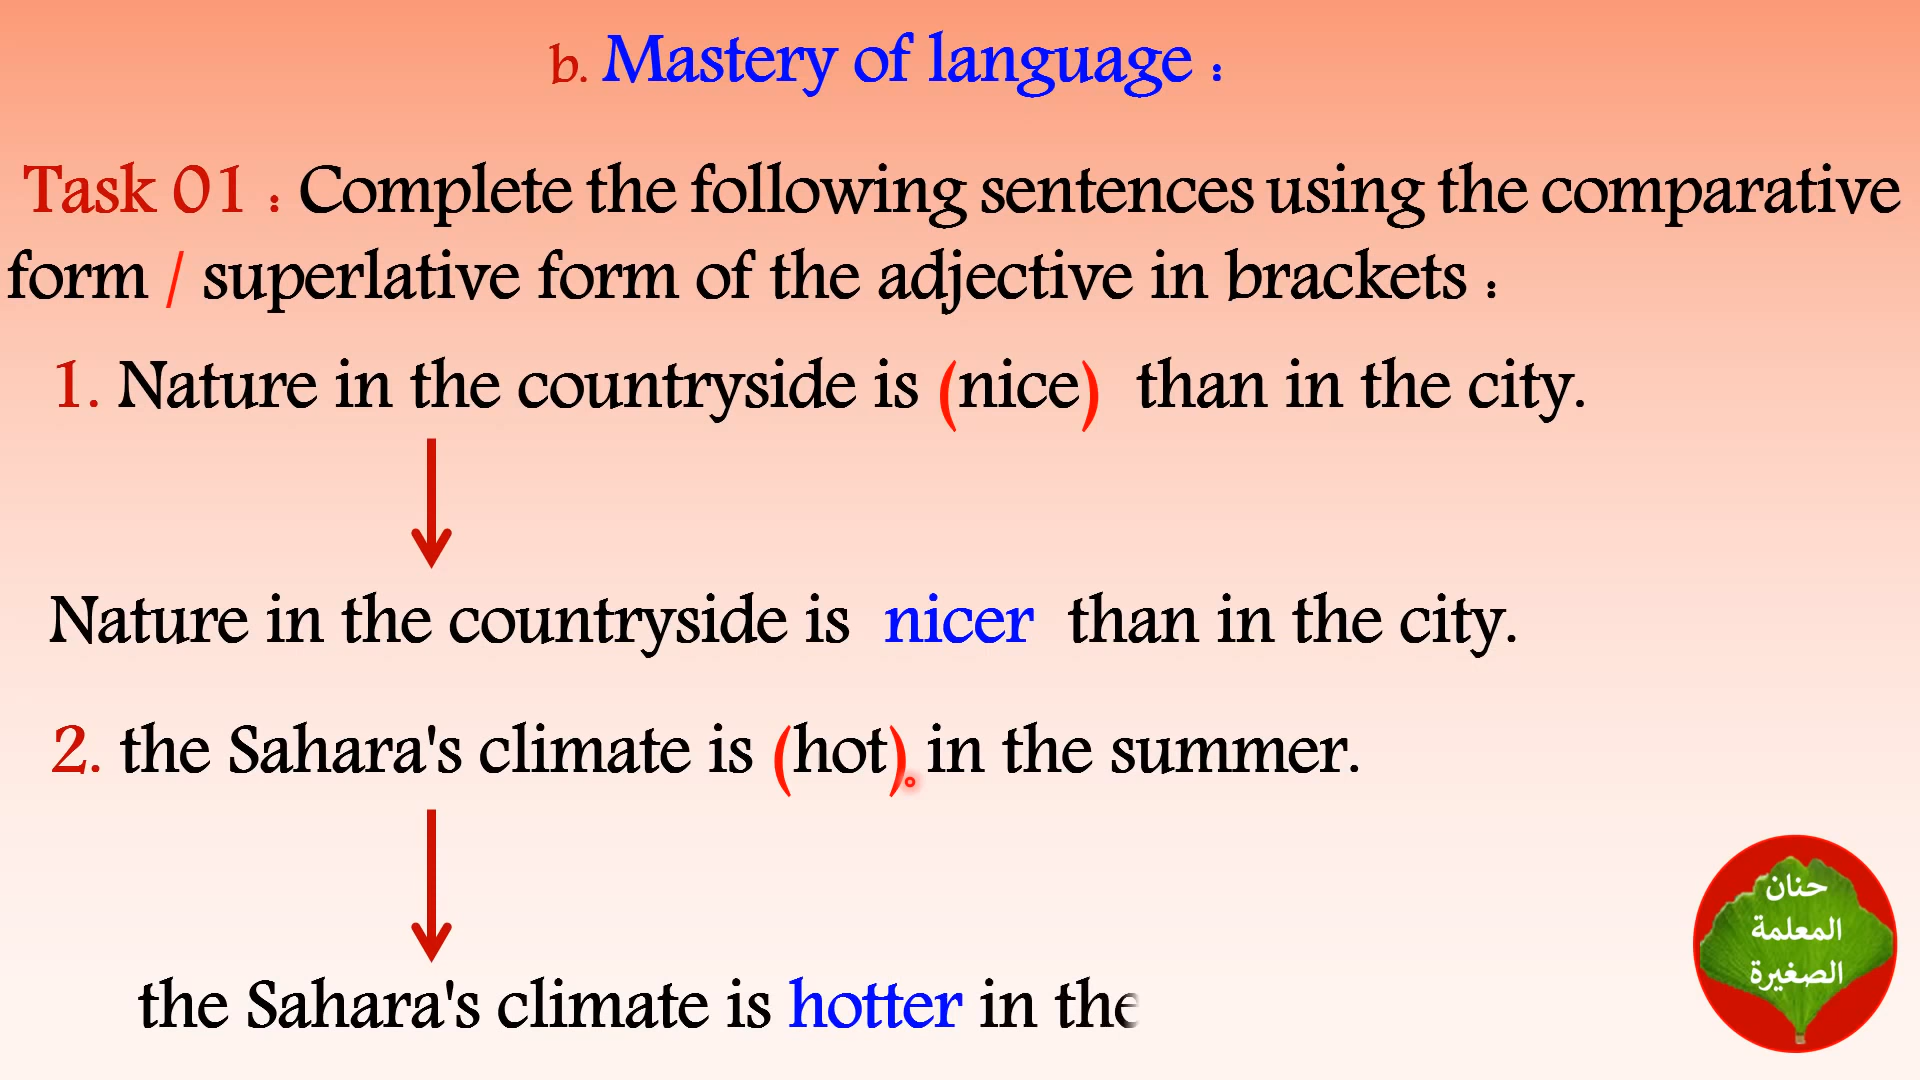 b. Mastery of language :
Task 01 : Complete the following sentences using the comparative
form / superlative form of the adjective in brackets :
1. Nature in the countryside is (nice) than in the city.
Nature in the countryside is nicer than in the city.
2. the Sahara's climate is (hot) in the summer.
the Sahara's climate is hotter in the
حنان
المعلمة
الصغيرة